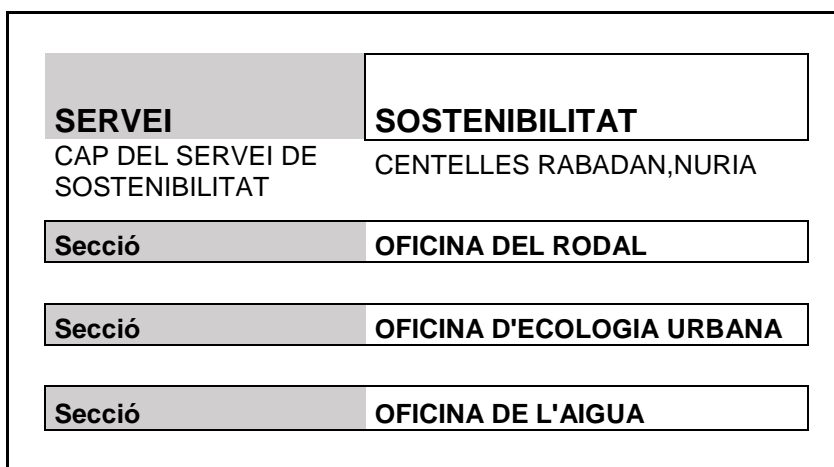 SERVEI SOSTENIBILITAT
CAP DEL SERVEI DE
SOSTENIBILITAT
CENTELLES RABADAN,NURIA
Secció OFICINA DEL RODAL
Secció OFICINA D'ECOLOGIA URBANA
Secció OFICINA DE L'AIGUA